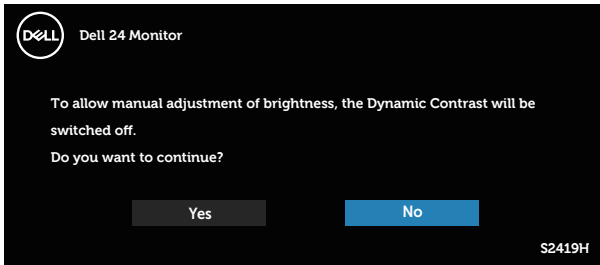 DELL
Dell 24 Monitor
To allow manual adjustment of brightness, the Dynamic Contrast will be
switched off.
Do you want to continue?
Yes
No
S2419H